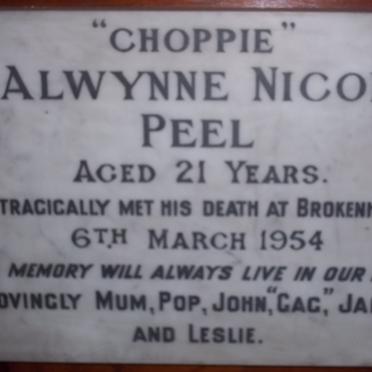 "CHOPPIE"
ALWYNNE NICO
PEEL
AGED 21 YEARS.
TRAGICALLY MET HIS DEATH AT BROKEN
6TH MARCH 1954
MEMORY WILL ALWAYS LIVE IN OUR
OVINGLY MUM, POP, JOHN, "GAG", JA
AND LESLIE.